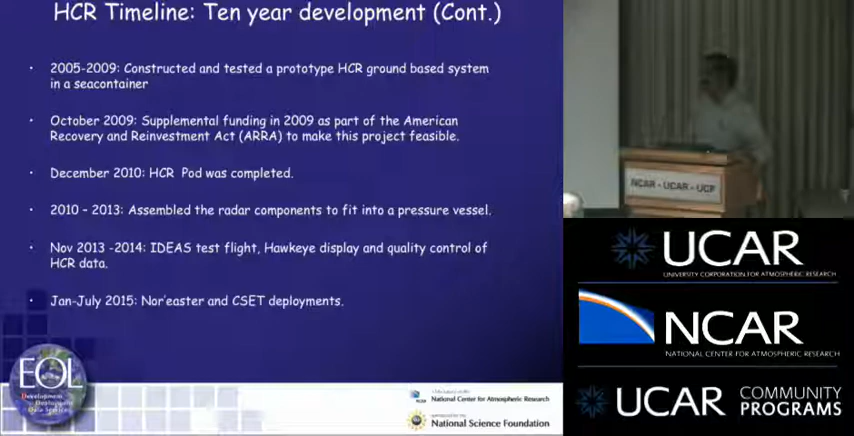 HCR Timeline: Ten year development (Cont.)
• 2005-2009: Constructed and tested a prototype HCR ground based system
in a seacontainer
• October 2009: Supplemental funding in 2009 as part of the American
Recovery and Reinvestment Act (ARRA) to make this project feasible.
• December 2010: HCR Pod was completed.
• 2010 – 2013: Assembled the radar components to fit into a pressure vessel.
• Nov 2013 -2014: IDEAS test flight, Hawkeye display and quality control of
HCR data.
• Jan-July 2015: Nor'easter and CSET deployments.
EOL
Development
Deployment
Data Service
National Center for Atmospheric Research
National Science Foundation
NCAR • UCAR • UCP
UCAR
UNIVERSITY CORPORATION FOR ATMOSPHERIC RESEARCH
NCAR
NATIONAL CENTER FOR ATMOSPHERIC RESEARCH
UCAR COMMUNITY
PROGRAMS